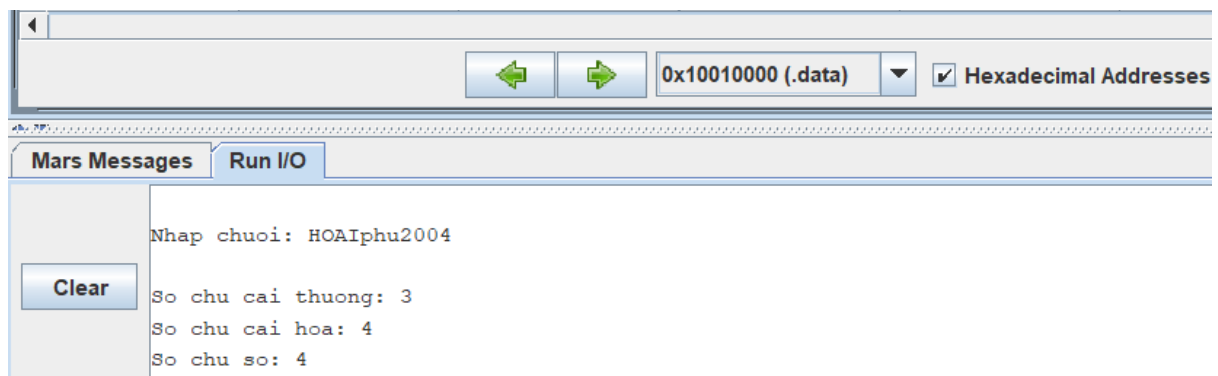 0x10010000 (.data)
Hexadecimal Addresses
Mars Messages
Run I/O
Nhap chuoi: HOAIphu2004
Clear
So chu cai thuong: 3
So chu cai hoa: 4
So chu so: 4